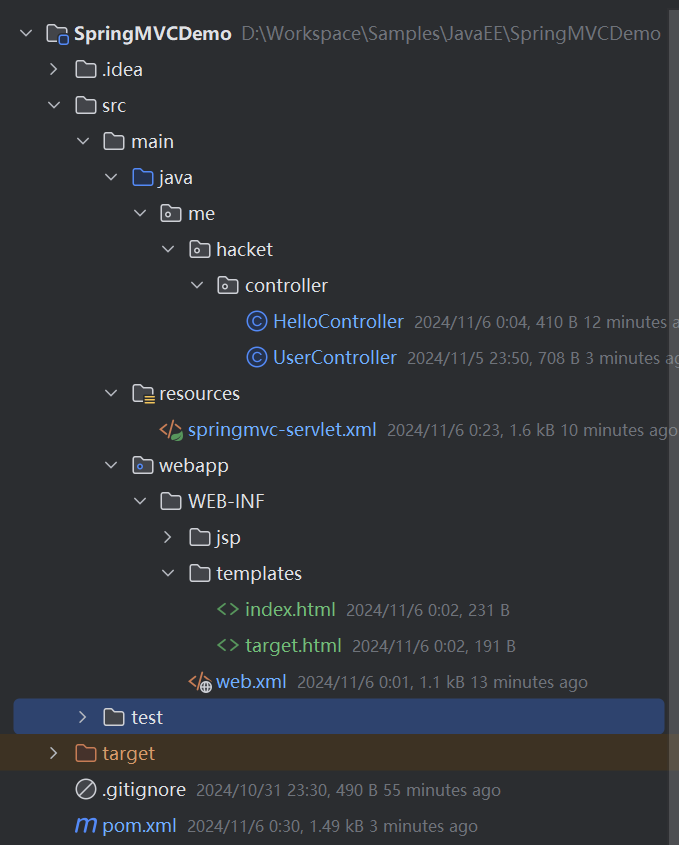 SpringMVCDemo D:\Workspace\Samples\JavaEE\SpringMVCDemo
.idea
src
main
java
me
hacket
controller
HelloController 2024/11/6 0:04, 410 B 12 minutes a
UserController 2024/11/5 23:50, 708 B 3 minutes ag
resources
springmvc-servlet.xml 2024/11/6 0:23, 1.6 kB 10 minutes ago
webapp
WEB-INF
jsp
templates
index.html 2024/11/6 0:02, 231 B
target.html 2024/11/6 0:02, 191 B
web.xml 2024/11/6 0:01, 1.1 kB 13 minutes ago
test
target
.gitignore 2024/10/31 23:30, 490 B 55 minutes ago
pom.xml 2024/11/6 0:30, 1.49 kB 3 minutes ago